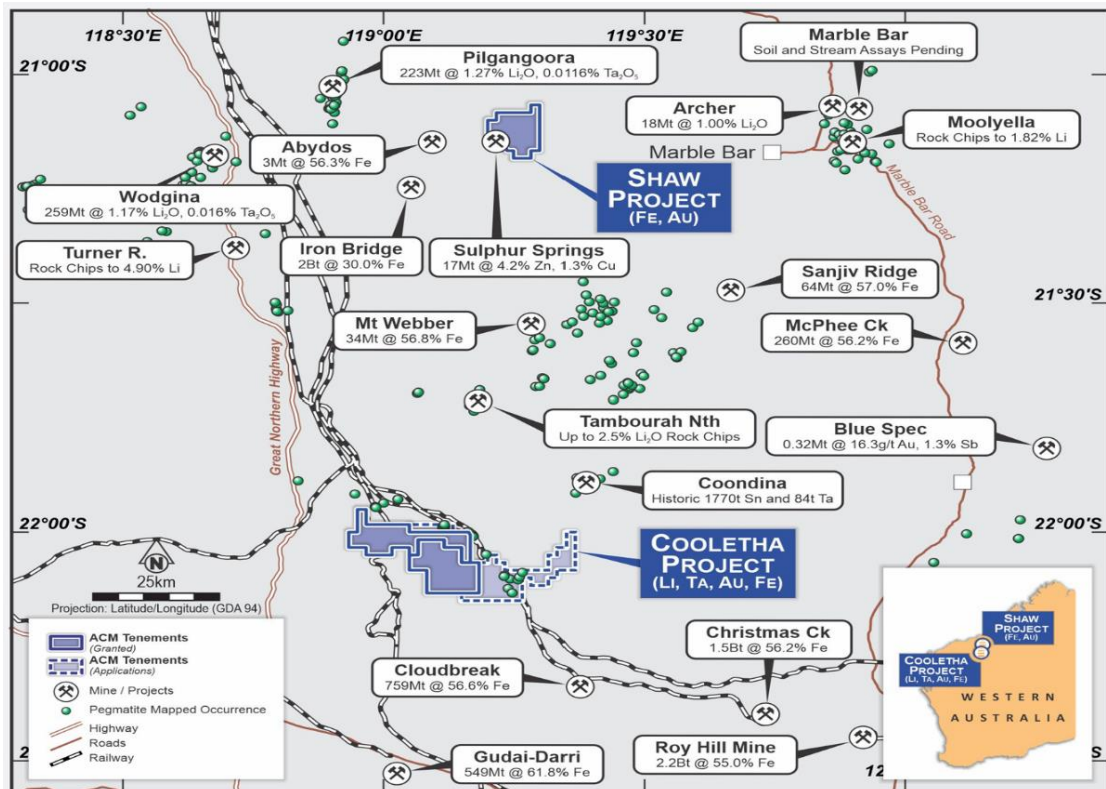 118°30'E
119°00'E
119°30'E
21°00'S
21°30'S
22°00'S
Pilgangoora
223Mt @ 1.27% Li₂O, 0.0116% Ta₂O₅
Marble Bar
Soil and Stream Assays Pending
Archer
18Mt @ 1.00% Li₂O
Moolyella
Rock Chips to 1.82% Li
Marble Bar
Abydos
3Mt @ 56.3% Fe
Wodgina
259Mt @ 1.17% Li₂O, 0.016% Ta₂O₅
SHAW
PROJECT
(FE, AU)
Marble Bar Road
Turner R.
Rock Chips to 4.90% Li
Iron Bridge
2Bt @ 30.0% Fe
Sulphur Springs
17Mt @ 4.2% Zn, 1.3% Cu
Sanjiv Ridge
64Mt @ 57.0% Fe
Mt Webber
34Mt @ 56.8% Fe
McPhee Ck
260Mt @ 56.2% Fe
Great Northern Highway
Tambourah Nth
Up to 2.5% Li₂O Rock Chips
Blue Spec
0.32Mt @ 16.3g/t Au, 1.3% Sb
Coondina
Historic 1770t Sn and 84t Ta
COOLETHA
PROJECT
(LI, TA, AU, FE)
N
25km
Projection: Latitude/Longitude (GDA 94)
ACM Tenements
(Granted)
ACM Tenements
(Applications)
Mine / Projects
Pegmatite Mapped Occurrence
Highway
Roads
Railway
Cloudbreak
759Mt @ 56.6% Fe
Christmas Ck
1.5Bt @ 56.2% Fe
Gudai-Darri
549Mt @ 61.8% Fe
Roy Hill Mine
2.2Bt @ 55.0% Fe
SHAW
PROJECT
(FE, AU)
COOLETHA
PROJECT
(LI, TA, AU, FE)
WESTERN
AUSTRALIA